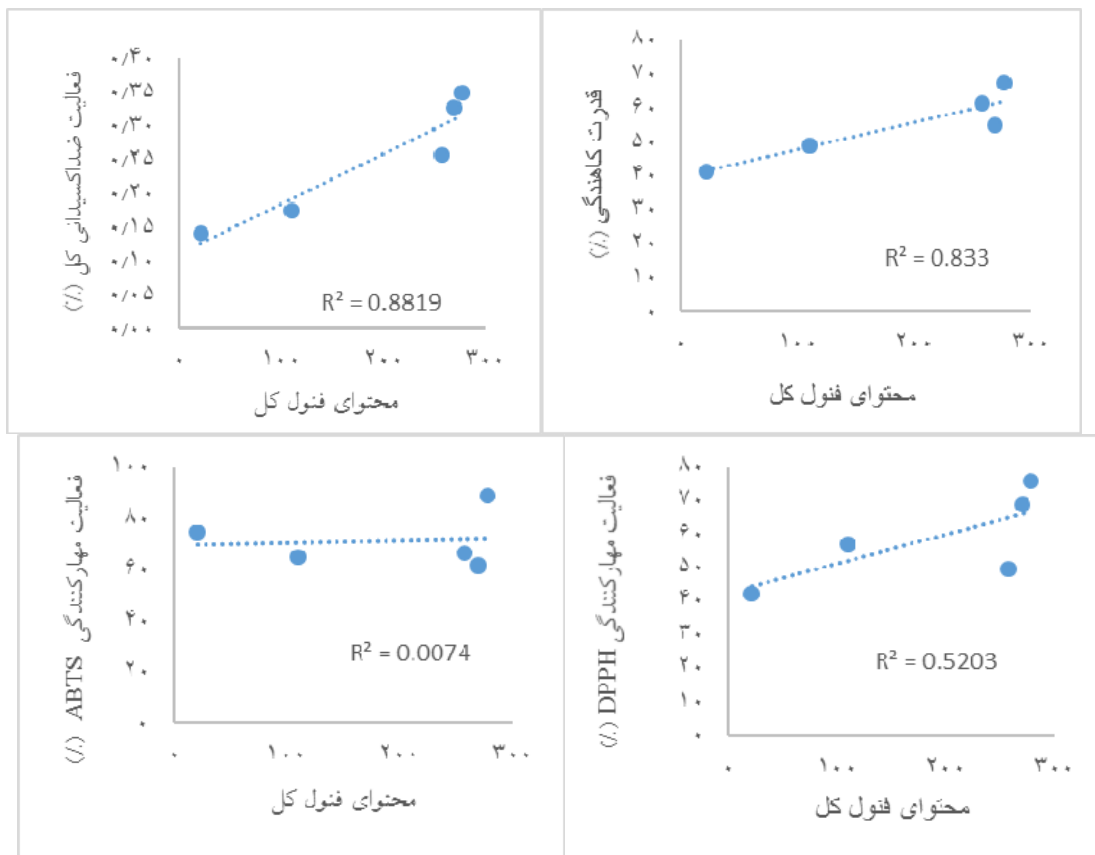 فعالیت ضداکسیدانی کل (٪)
۰/۴۰
۰/۳۵
۰/۳۰
۰/۲۵
۰/۲۰
۰/۱۵
۰/۱۰
۰/۰۵
۰/۰۰
R² = 0.8819
۰ ۱۰۰ ۲۰۰ ۳۰۰
محتوای فنول کل
قدرت کاهندگی (٪)
۸۰
۷۰
۶۰
۵۰
۴۰
۳۰
۲۰
۱۰
۰
R² = 0.833
۰ ۱۰۰ ۲۰۰ ۳۰۰
محتوای فنول کل
فعالیت مهارکنندگی ABTS (٪)
۱۰۰
۸۰
۶۰
۴۰
۲۰
۰
R² = 0.0074
۰ ۱۰۰ ۲۰۰ ۳۰۰
محتوای فنول کل
فعالیت مهارکنندگی DPPH (٪)
۸۰
۷۰
۶۰
۵۰
۴۰
۳۰
۲۰
۱۰
۰
R² = 0.5203
۰ ۱۰۰ ۲۰۰ ۳۰۰
محتوای فنول کل